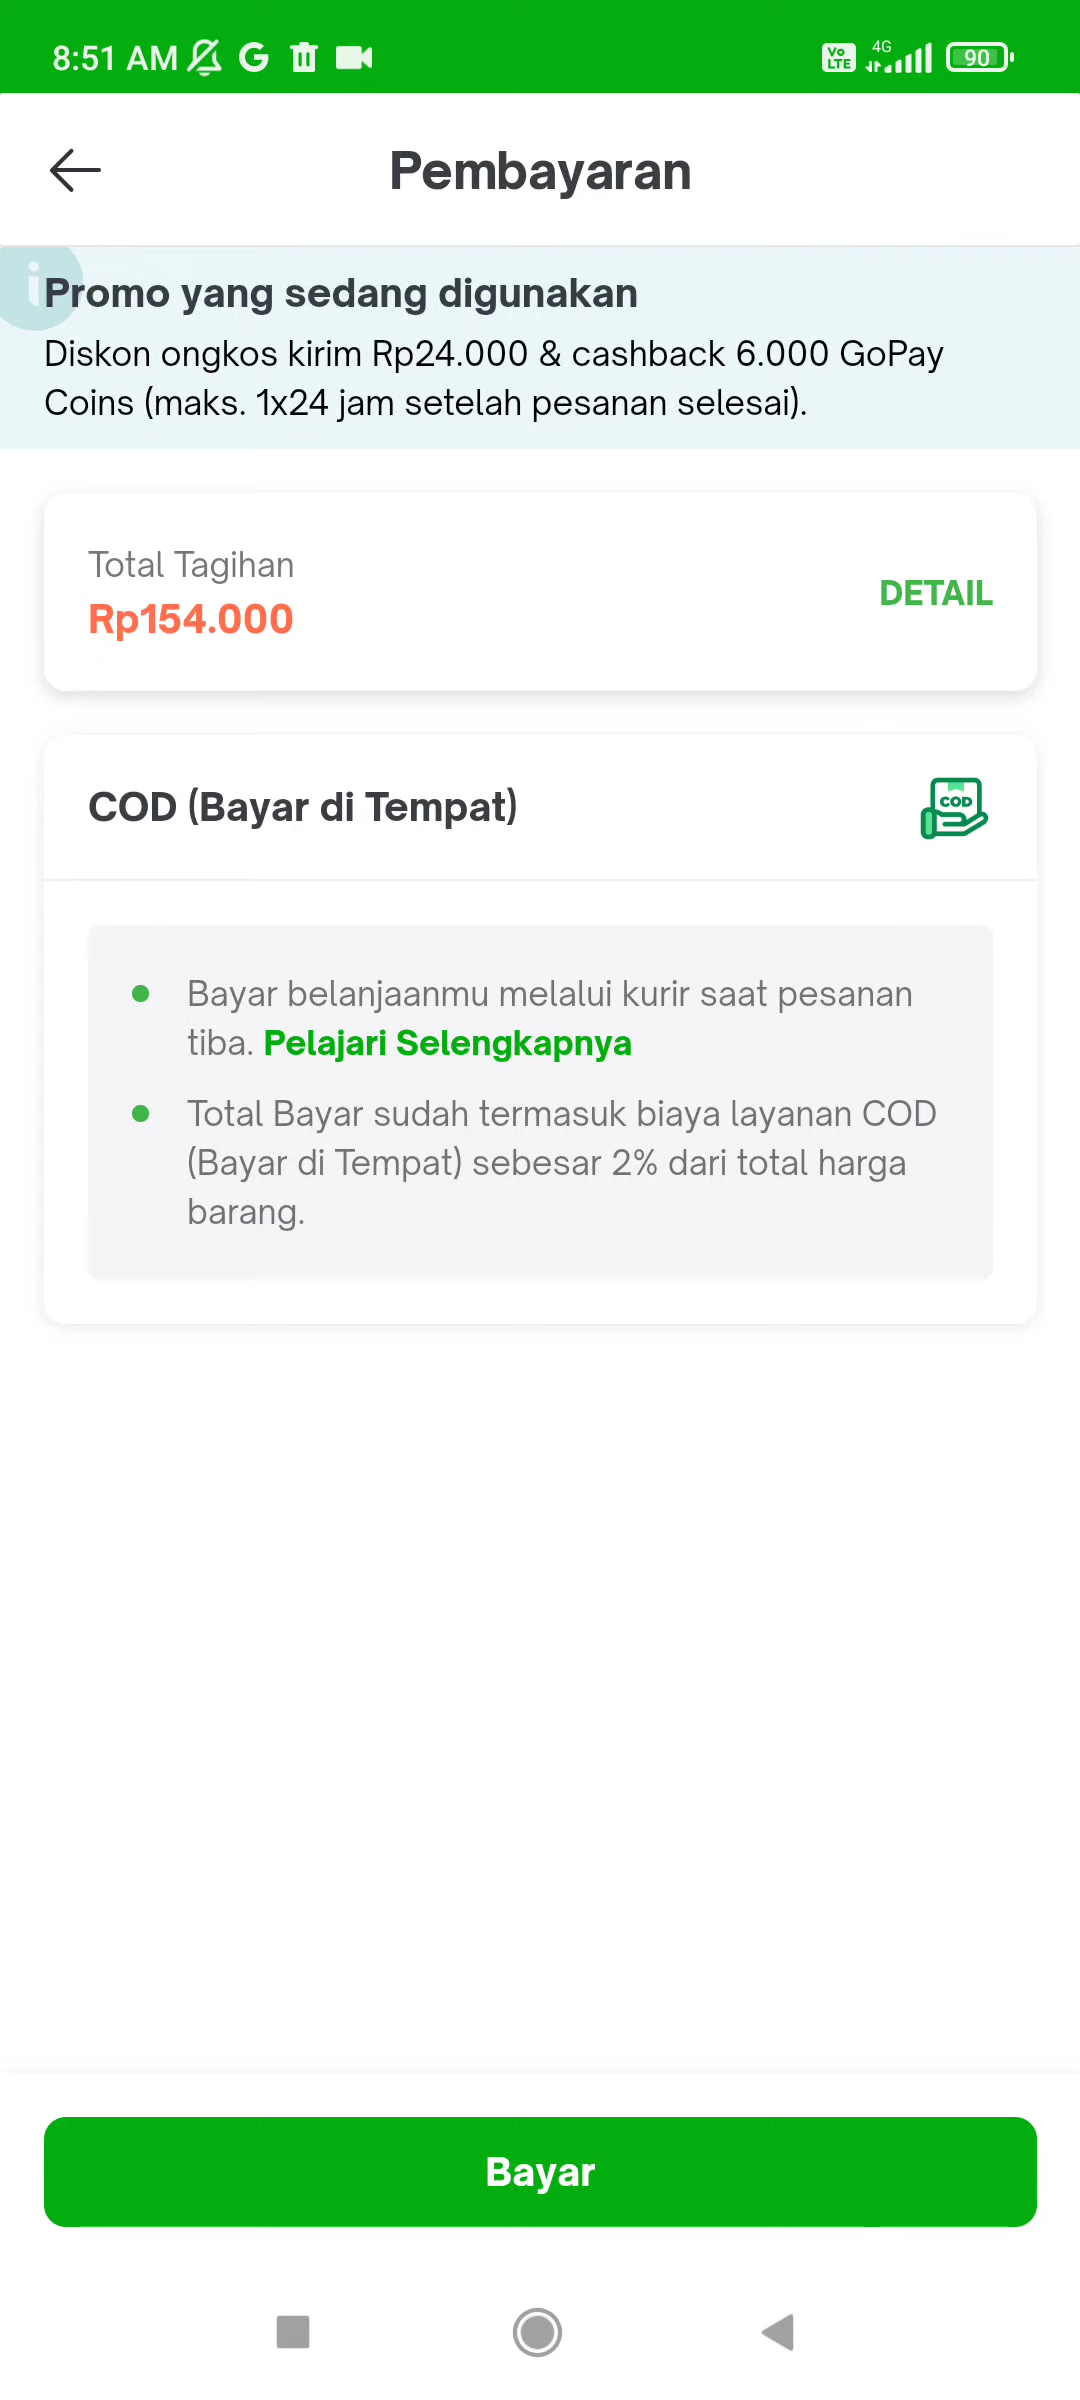 8:51 AM
Vo LTE 4G 90
Pembayaran
i
Promo yang sedang digunakan
Diskon ongkos kirim Rp24.000 & cashback 6.000 GoPay
Coins (maks. 1x24 jam setelah pesanan selesai).
Total Tagihan
Rp154.000
DETAIL
COD (Bayar di Tempat)
COD
Bayar belanjaanmu melalui kurir saat pesanan
tiba. Pelajari Selengkapnya
Total Bayar sudah termasuk biaya layanan COD
(Bayar di Tempat) sebesar 2% dari total harga
barang.
Bayar